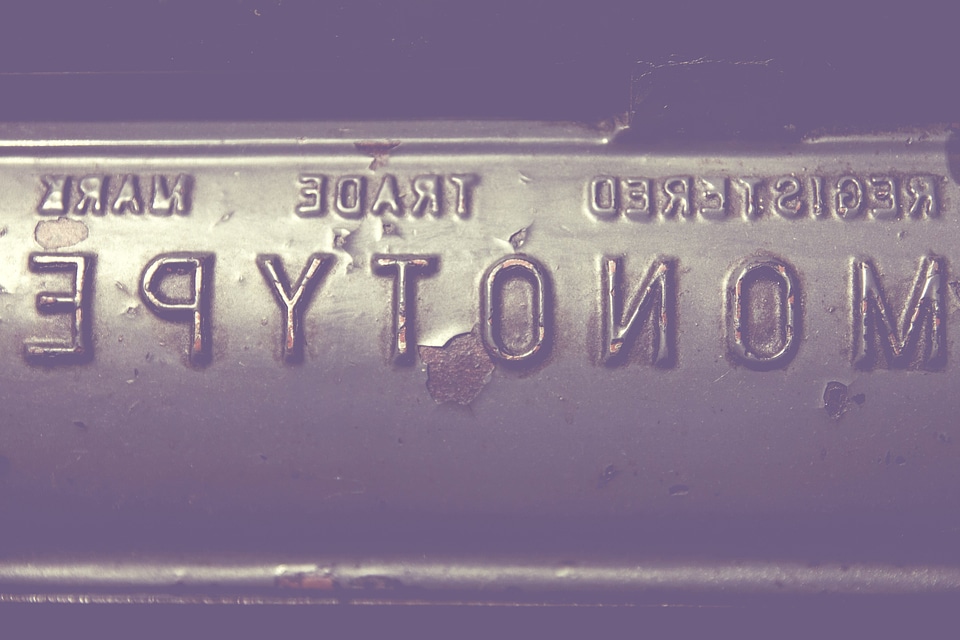 REGISTERED TRADE MARK
MONOTYPE